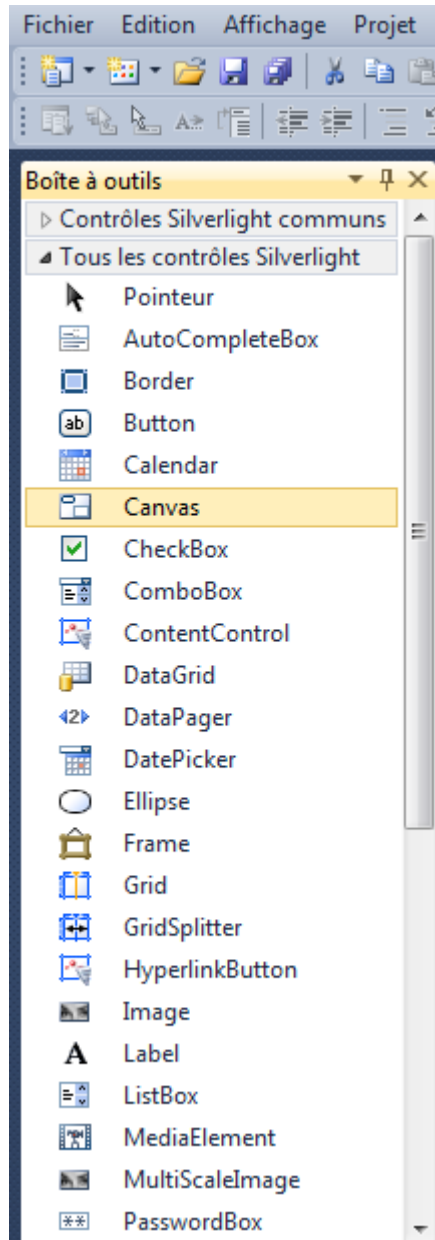 Fichier Edition Affichage Projet
Boîte à outils
Contrôles Silverlight communs
Tous les contrôles Silverlight
Pointeur
AutoCompleteBox
Border
ab Button
Calendar
Canvas
CheckBox
ComboBox
ContentControl
DataGrid
2 DataPager
DatePicker
Ellipse
Frame
Grid
GridSplitter
HyperlinkButton
Image
A Label
ListBox
MediaElement
MultiScaleImage
PasswordBox